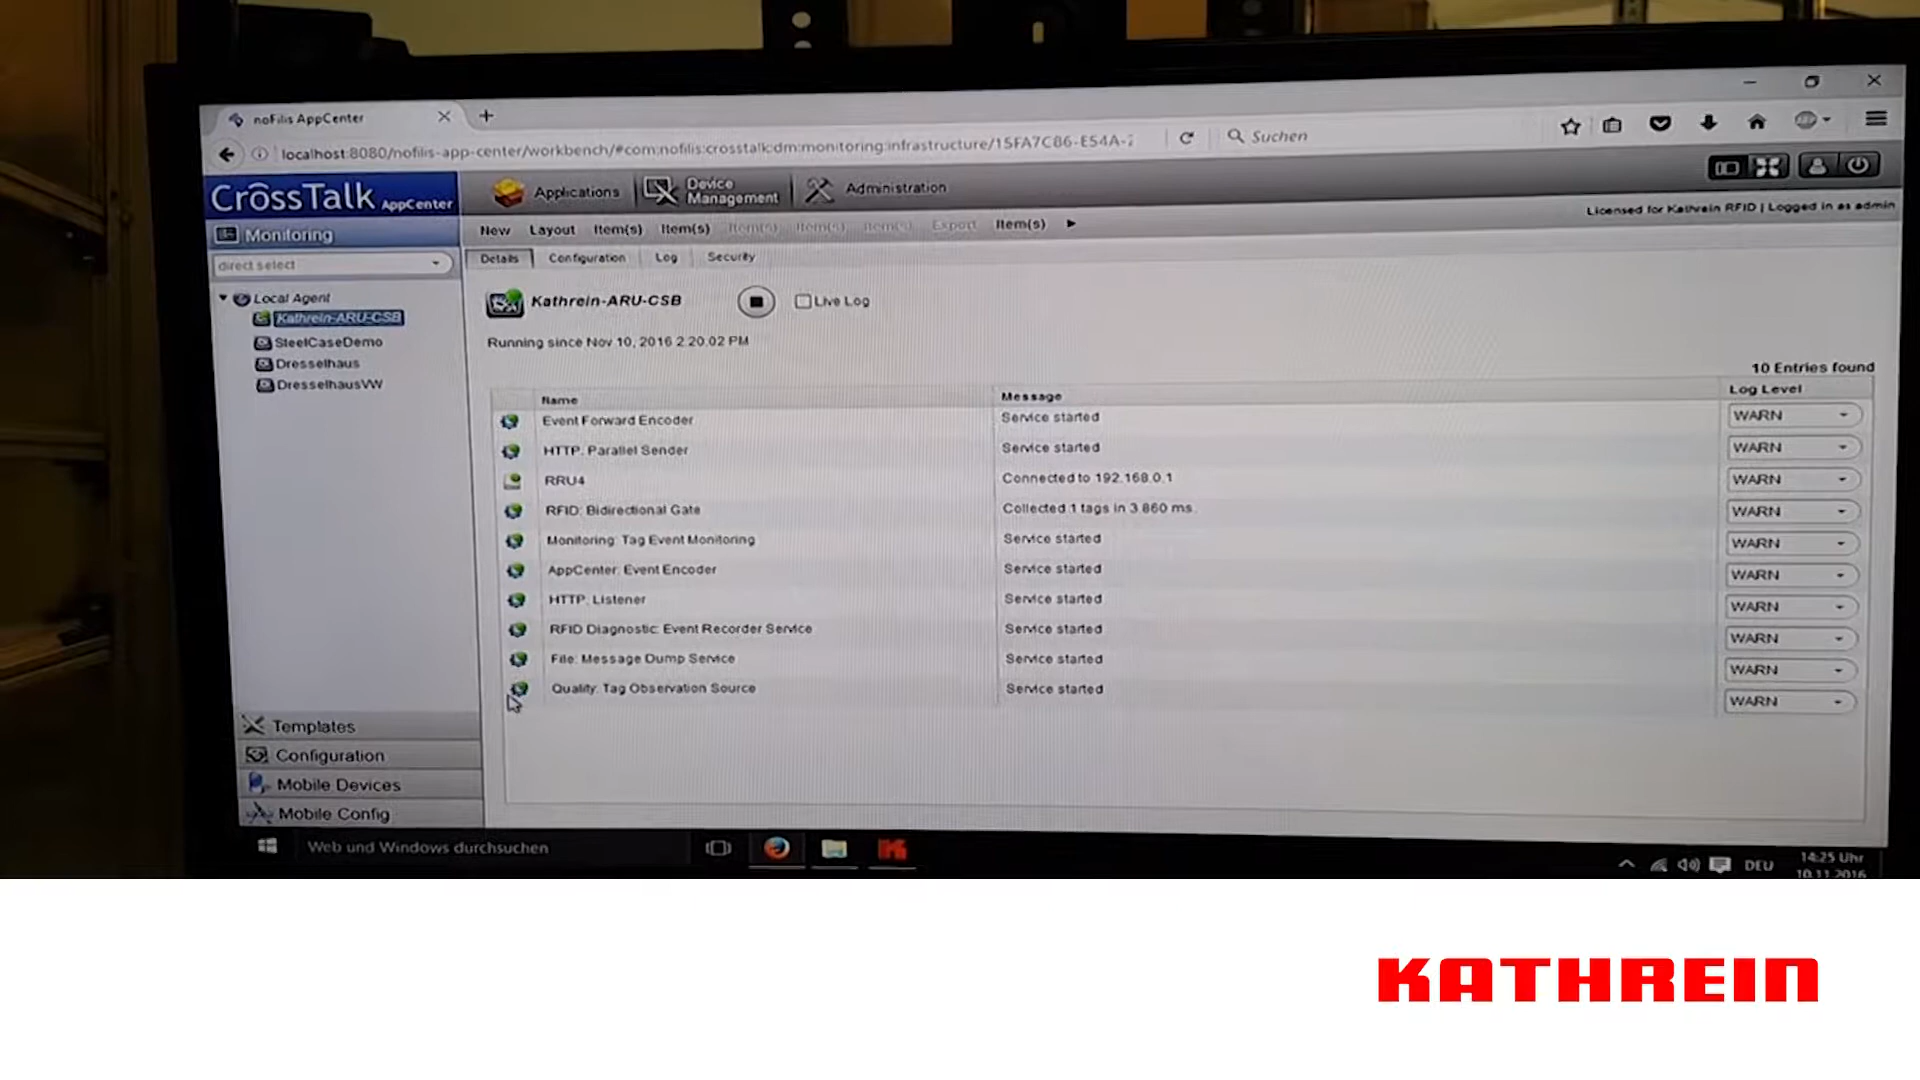 noFilis AppCenter
localhost:8080/nofilis-app-center/workbench/#com:nofilis:crosstalk:dm:monitoring:infrastructure/15FA7C86-E54A-2
Suchen
CrossTalk AppCenter
Applications
Device Management
Administration
Licensed for Kathrein RFID | Logged in as admin
Monitoring
New Layout Item(s) Item(s) Item(s) Item(s) Item(s) Export Item(s)
direct select
Details Configuration Log Security
Local Agent
Kathrein-ARU-CSB
SteelCaseDemo
Dresselhaus
DresselhausVW
Kathrein-ARU-CSB
Live Log
Running since Nov 10, 2016 2:20:02 PM
10 Entries found
Name Message Log Level
Event Forward Encoder Service started WARN
HTTP: Parallel Sender Service started WARN
RRU4 Connected to 192.168.0.1 WARN
RFID: Bidirectional Gate Collected 1 tags in 3.860 ms. WARN
Monitoring: Tag Event Monitoring Service started WARN
AppCenter: Event Encoder Service started WARN
HTTP: Listener Service started WARN
RFID Diagnostic: Event Recorder Service Service started WARN
File: Message Dump Service Service started WARN
Quality: Tag Observation Source Service started WARN
Templates
Configuration
Mobile Devices
Mobile Config
Web und Windows durchsuchen
DEU
14:25 Uhr
10.11.2016
KATHREIN